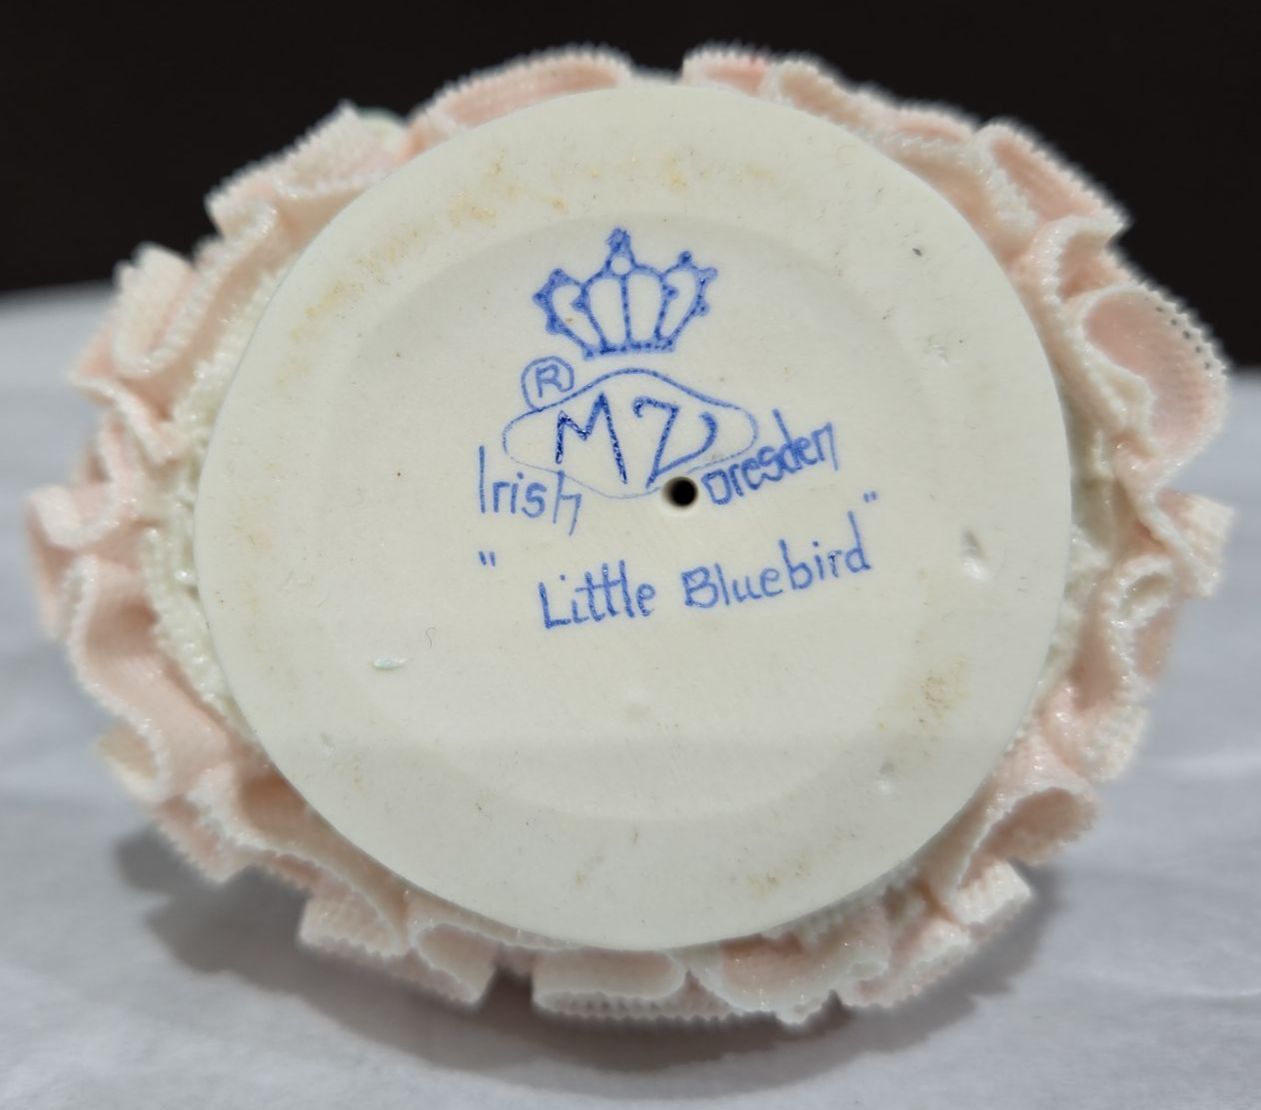 ®
MZ
Irish Dresden
"Little Bluebird"